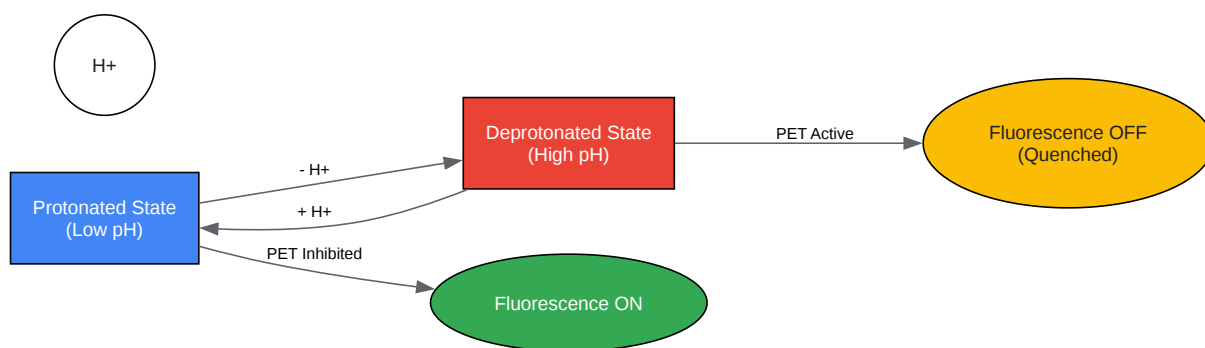 H+
Deprotonated State
(High pH)
PET Active
Fluorescence OFF
(Quenched)
- H+
Protonated State
(Low pH)
+ H+
PET Inhibited
Fluorescence ON